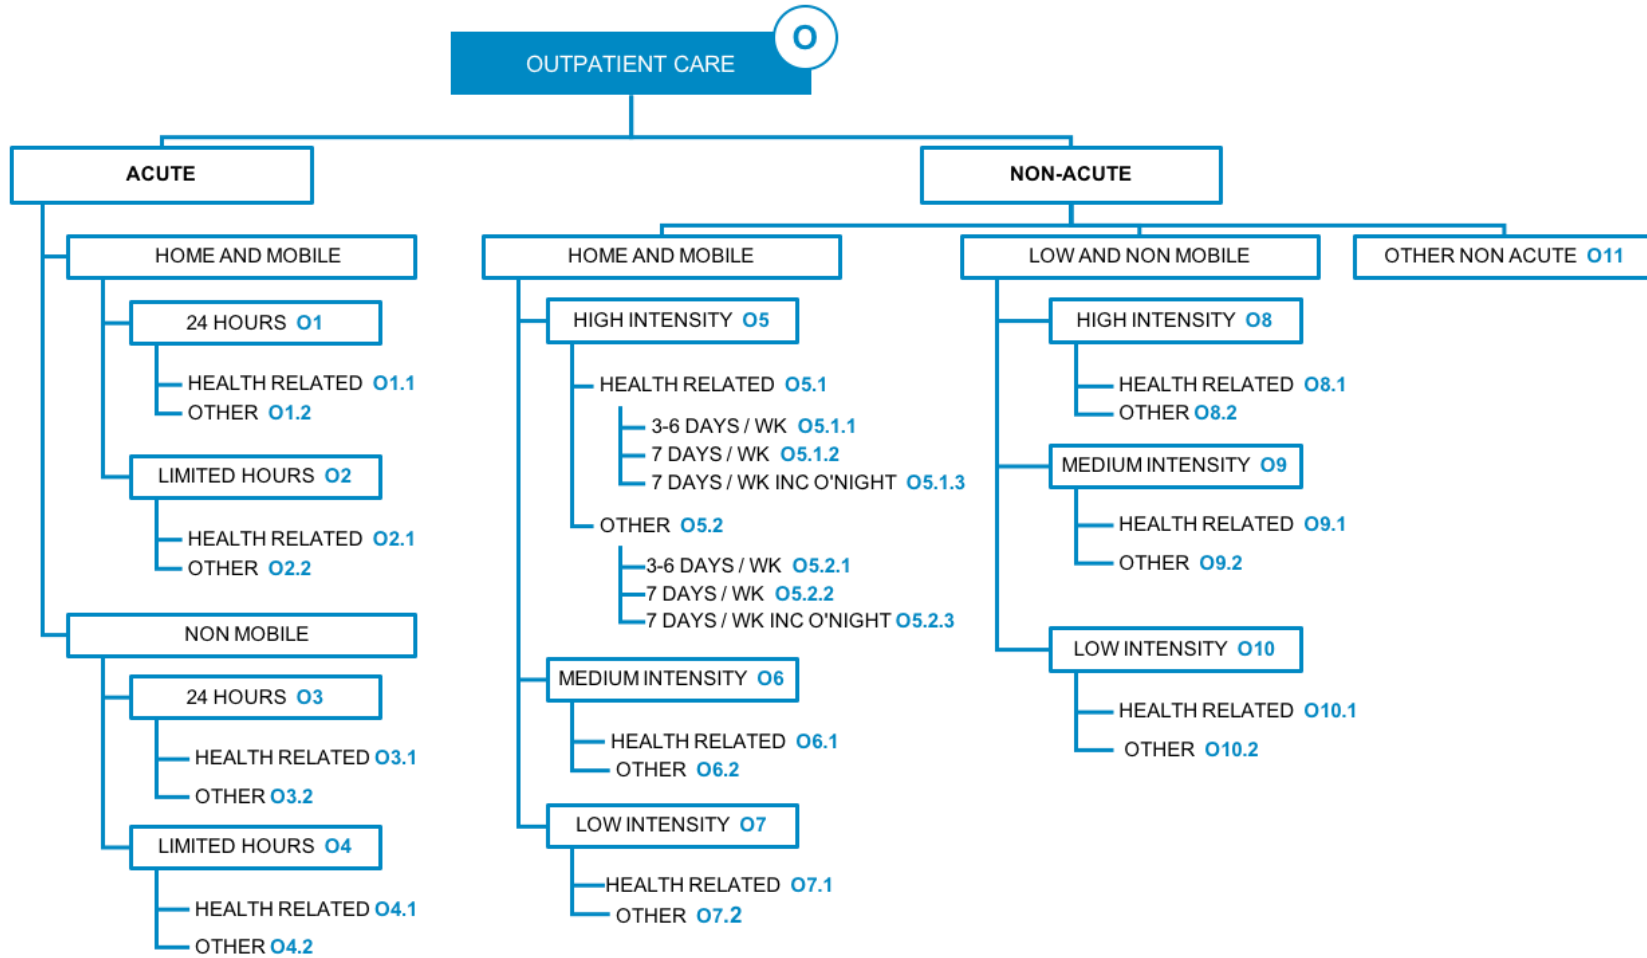 O
OUTPATIENT CARE
ACUTE
HOME AND MOBILE
24 HOURS O1
HEALTH RELATED O1.1
OTHER O1.2
LIMITED HOURS O2
HEALTH RELATED O2.1
OTHER O2.2
NON MOBILE
24 HOURS O3
HEALTH RELATED O3.1
OTHER O3.2
LIMITED HOURS O4
HEALTH RELATED O4.1
OTHER O4.2
NON-ACUTE
HOME AND MOBILE
HIGH INTENSITY O5
HEALTH RELATED O5.1
3-6 DAYS / WK O5.1.1
7 DAYS / WK O5.1.2
7 DAYS / WK INC O'NIGHT O5.1.3
OTHER O5.2
3-6 DAYS / WK O5.2.1
7 DAYS / WK O5.2.2
7 DAYS / WK INC O'NIGHT O5.2.3
MEDIUM INTENSITY O6
HEALTH RELATED O6.1
OTHER O6.2
LOW INTENSITY O7
HEALTH RELATED O7.1
OTHER O7.2
LOW AND NON MOBILE
HIGH INTENSITY O8
HEALTH RELATED O8.1
OTHER O8.2
MEDIUM INTENSITY O9
HEALTH RELATED O9.1
OTHER O9.2
LOW INTENSITY O10
HEALTH RELATED O10.1
OTHER O10.2
OTHER NON ACUTE O11